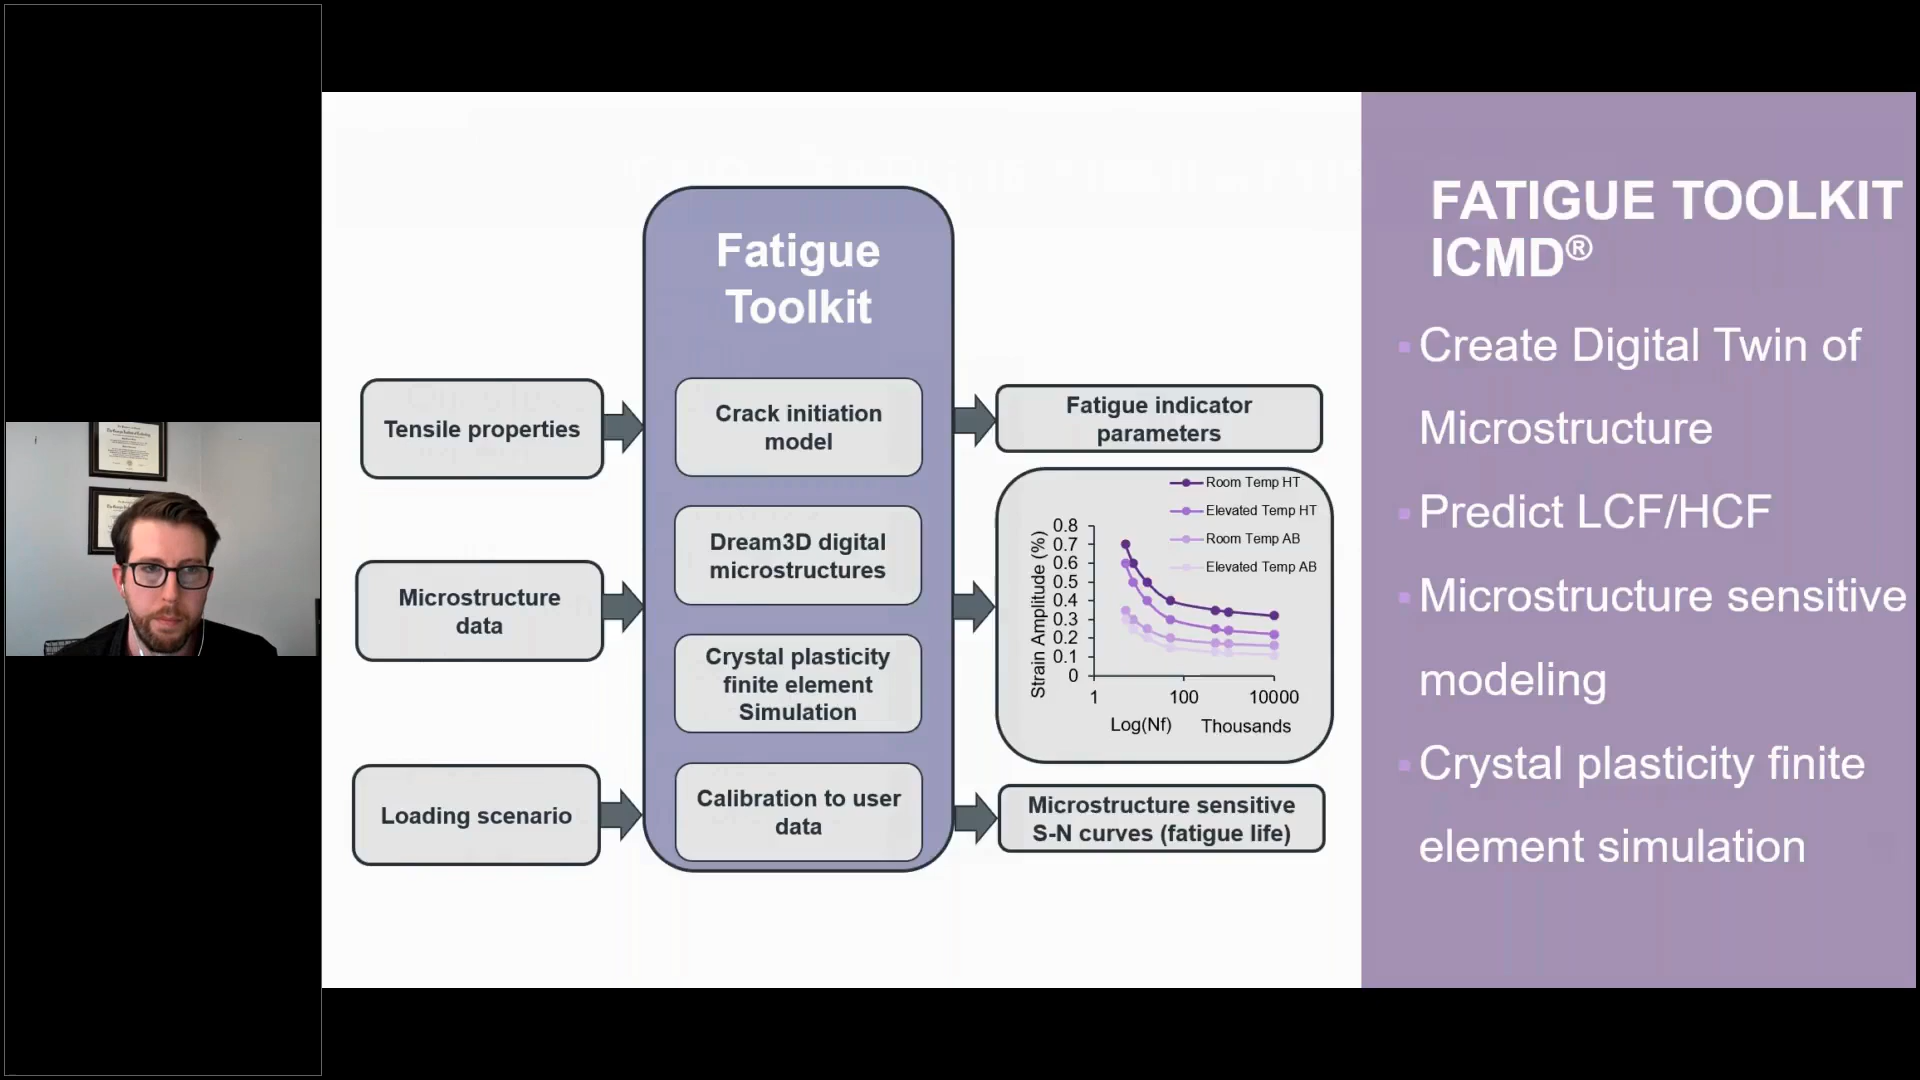 Fatigue
Toolkit
Tensile properties
Microstructure
data
Loading scenario
Crack initiation
model
Dream3D digital
microstructures
Crystal plasticity
finite element
Simulation
Calibration to user
data
Fatigue indicator
parameters
Room Temp HT
Elevated Temp HT
Room Temp AB
Elevated Temp AB
Strain Amplitude (%)
0.8
0.7
0.6
0.5
0.4
0.3
0.2
0.1
0
1 100 10000
Log(Nf) Thousands
Microstructure sensitive
S-N curves (fatigue life)
FATIGUE TOOLKIT
ICMD®
▪ Create Digital Twin of
Microstructure
▪ Predict LCF/HCF
▪ Microstructure sensitive
modeling
▪ Crystal plasticity finite
element simulation